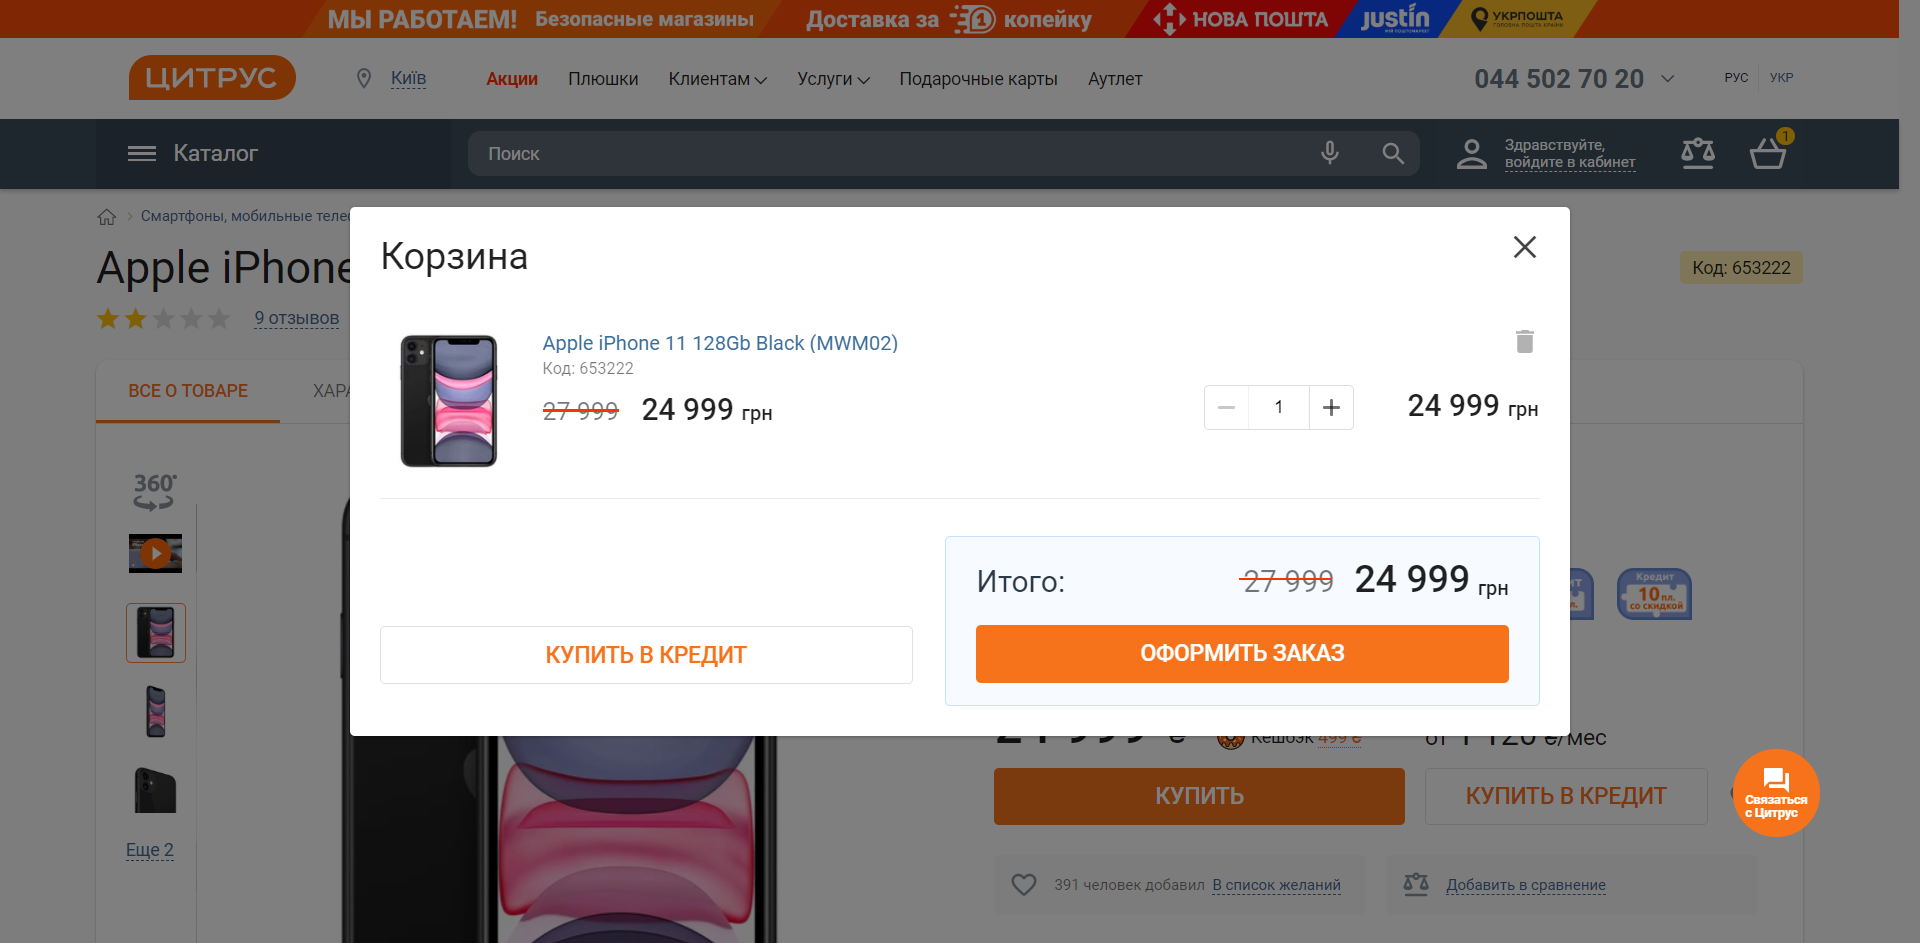 МЫ РАБОТАЕМ! Безопасные магазины Доставка за 1 копейку НОВА ПОШТА justin УКРПОШТА
ЦИТРУС Київ Акции Плюшки Клиентам Услуги Подарочные карты Аутлет 044 502 70 20 РУС УКР
Каталог Поиск Здравствуйте, 1
войдите в кабинет
Смартфоны, мобильные
Apple iPhone Код: 653222
9 отзывов
ВСЕ О ТОВАРЕ
360°
Еще 2
Корзина
Apple iPhone 11 128Gb Black (MWM02)
Код: 653222
27 999 24 999 грн 1 24 999 грн
Итого: 27 999 24 999 грн
КУПИТЬ В КРЕДИТ ОФОРМИТЬ ЗАКАЗ
Кредит
10 пл.
со скидкой
Кешбэк 499 ₴ от 1 120 ₴/мес
КУПИТЬ КУПИТЬ В КРЕДИТ
Связаться
с Цитрус
391 человек добавил В список желаний Добавить в сравнение